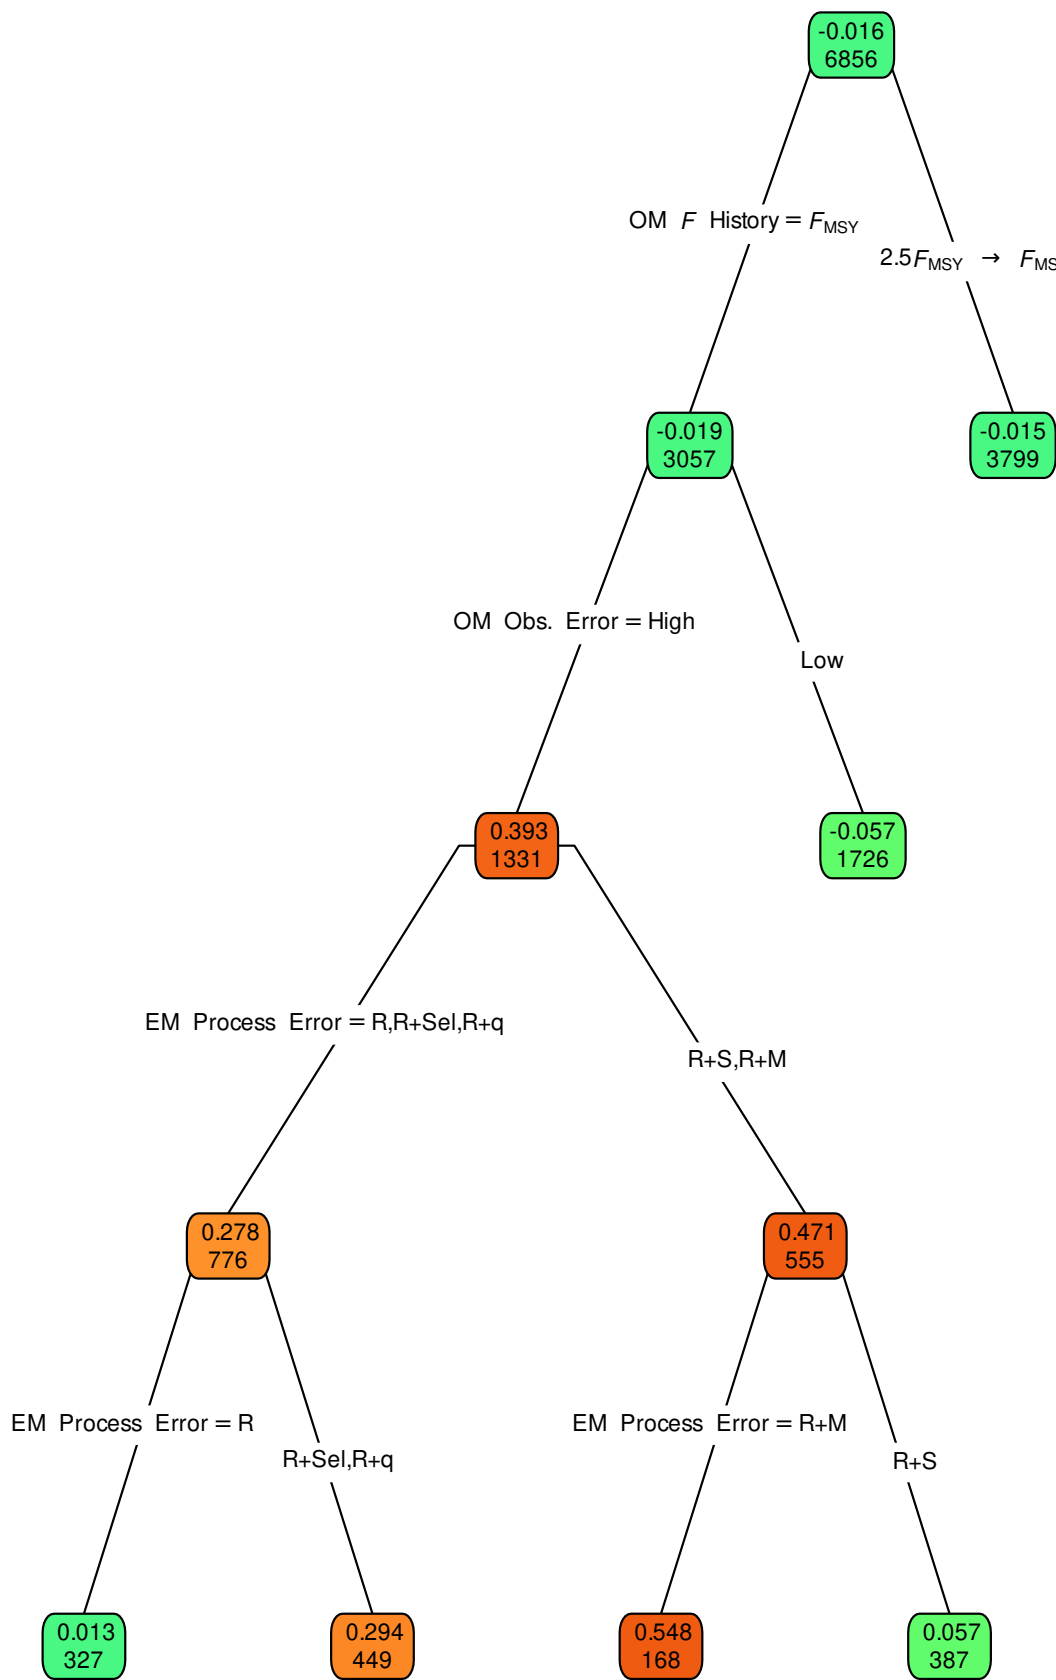 -0.016
6856
OM F History = FMSY
2.5FMSY → FMS
-0.019
3057
-0.015
3799
OM Obs. Error = High
Low
0.393
1331
-0.057
1726
EM Process Error = R,R+Sel,R+q
R+S,R+M
0.278
776
0.471
555
EM Process Error = R
R+Sel,R+q
EM Process Error = R+M
R+S
0.013
327
0.294
449
0.548
168
0.057
387